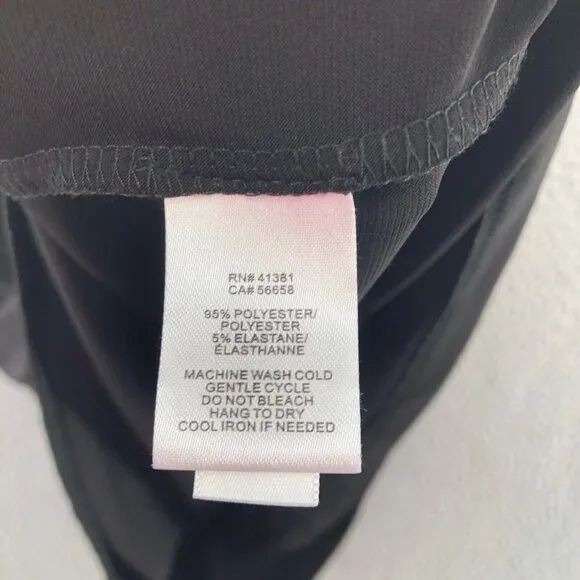 RN# 41381
CA# 56658
95% POLYESTER/
POLYESTER
5% ELASTANE/
ÉLASTHANNE
MACHINE WASH COLD
GENTLE CYCLE
DO NOT BLEACH
HANG TO DRY
COOL IRON IF NEEDED